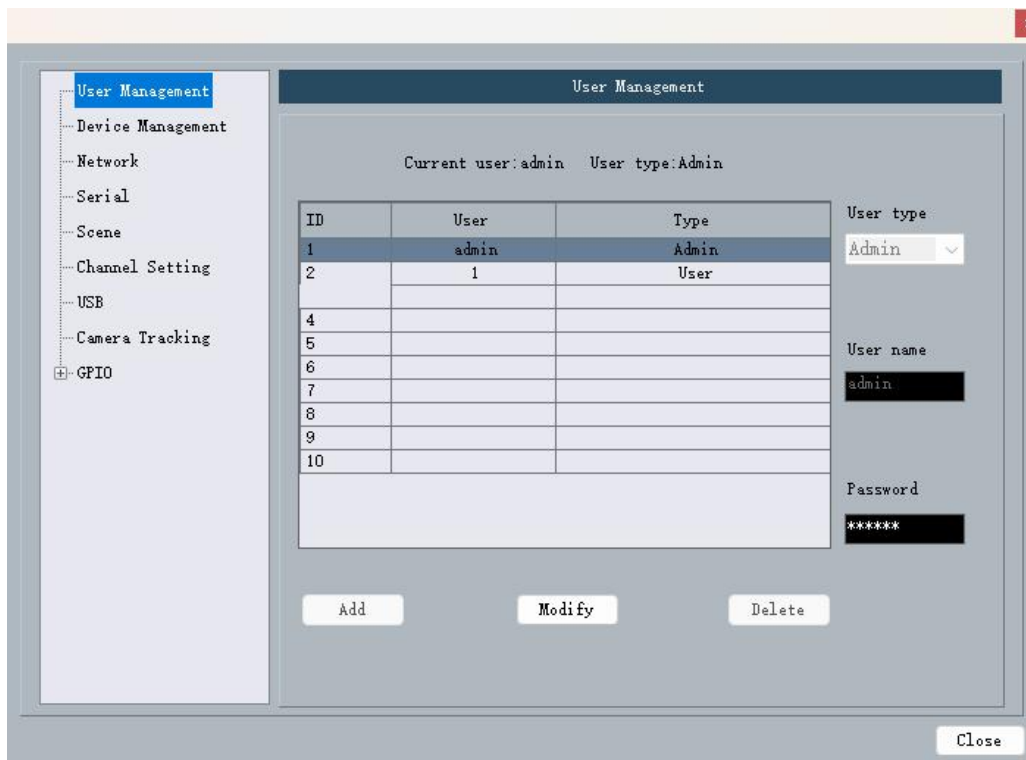 User Management
Device Management
Network
Serial
Scene
Channel Setting
USB
Camera Tracking
GPIO
User Management
Current user:admin User type:Admin
ID User Type
1 admin Admin
2 1 User
4
5
6
7
8
9
10
User type
Admin
User name
admin
Password
******
Add Modify Delete
Close